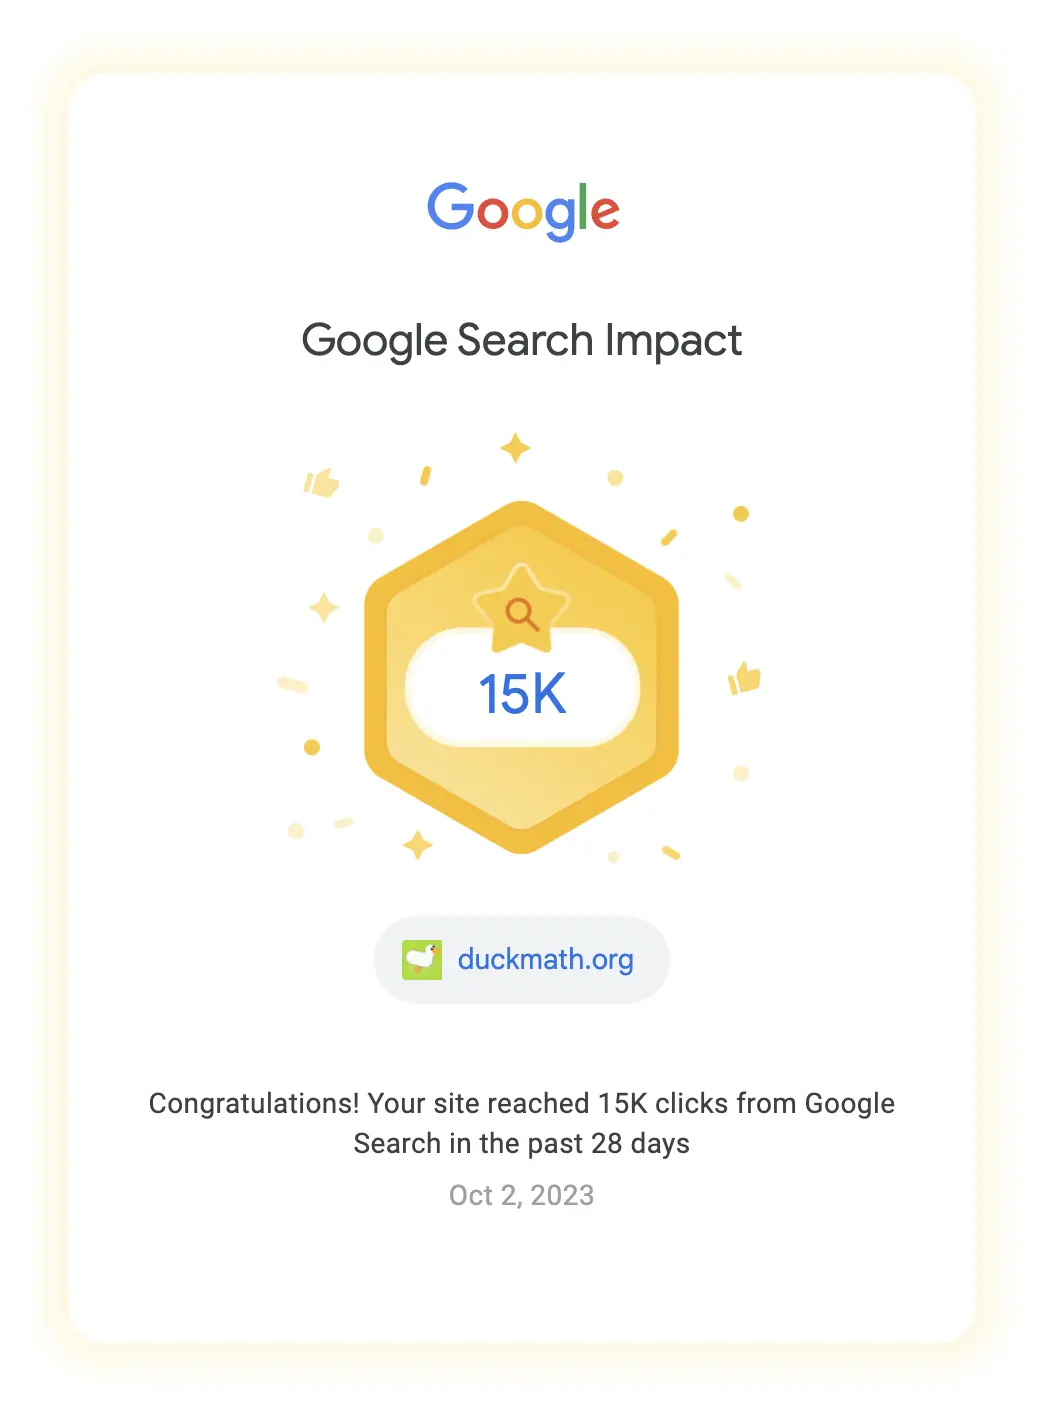 Google
Google Search Impact
15K
duckmath.org
Congratulations! Your site reached 15K clicks from Google
Search in the past 28 days
Oct 2, 2023